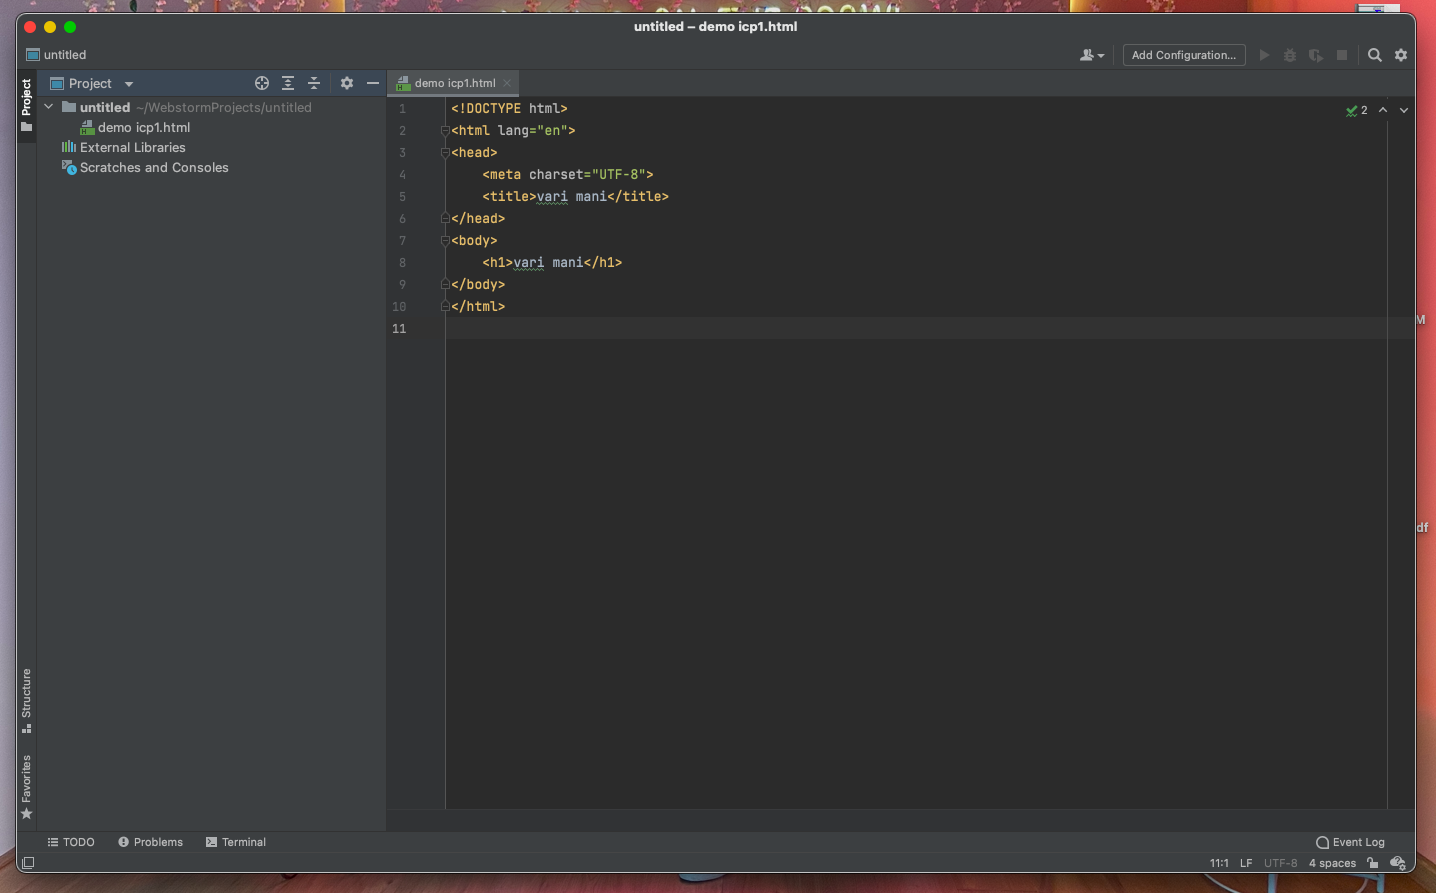 untitled – demo icp1.html
untitled
Add Configuration...
Project
Project
demo icp1.html
untitled ~/WebstormProjects/untitled
demo icp1.html
External Libraries
Scratches and Consoles
2
1 <!DOCTYPE html>
2 <html lang="en">
3 <head>
4     <meta charset="UTF-8">
5     <title>vari mani</title>
6 </head>
7 <body>
8     <h1>vari mani</h1>
9 </body>
10 </html>
11
M
df
Structure
Favorites
TODO
Problems
Terminal
Event Log
11:1 LF UTF-8 4 spaces